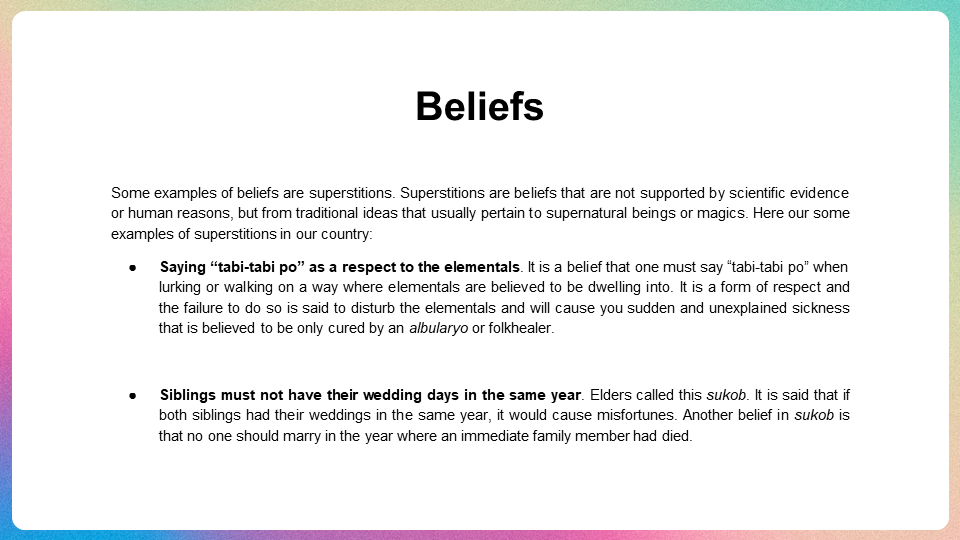 Beliefs
Some examples of beliefs are superstitions. Superstitions are beliefs that are not supported by scientific evidence
or human reasons, but from traditional ideas that usually pertain to supernatural beings or magics. Here our some
examples of superstitions in our country:
● Saying “tabi-tabi po” as a respect to the elementals. It is a belief that one must say “tabi-tabi po” when
lurking or walking on a way where elementals are believed to be dwelling into. It is a form of respect and
the failure to do so is said to disturb the elementals and will cause you sudden and unexplained sickness
that is believed to be only cured by an albularyo or folkhealer.
● Siblings must not have their wedding days in the same year. Elders called this sukob. It is said that if
both siblings had their weddings in the same year, it would cause misfortunes. Another belief in sukob is
that no one should marry in the year where an immediate family member had died.